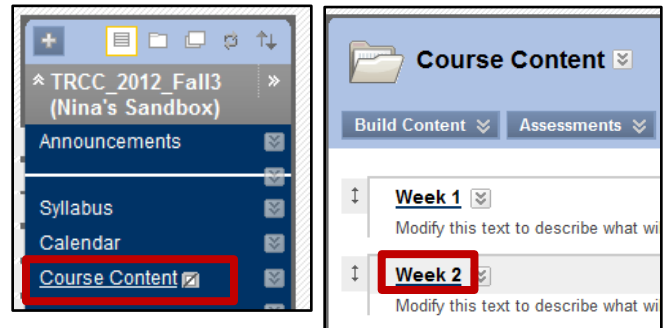 TRCC_2012_Fall3
(Nina's Sandbox)
Announcements
Syllabus
Calendar
Course Content
Course Content
Build Content
Assessments
Week 1
Modify this text to describe what wi
Week 2
Modify this text to describe what wi